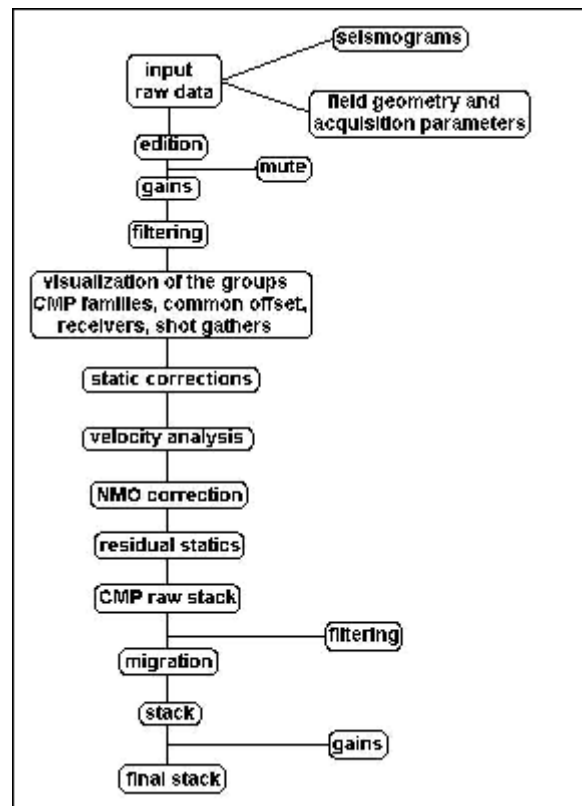 seismograms
input
raw data
field geometry and
acquisition parameters
edition
mute
gains
filtering
visualization of the groups
CMP families, common offset,
receivers, shot gathers
static corrections
velocity analysis
NMO correction
residual statics
CMP raw stack
filtering
migration
stack
gains
final stack